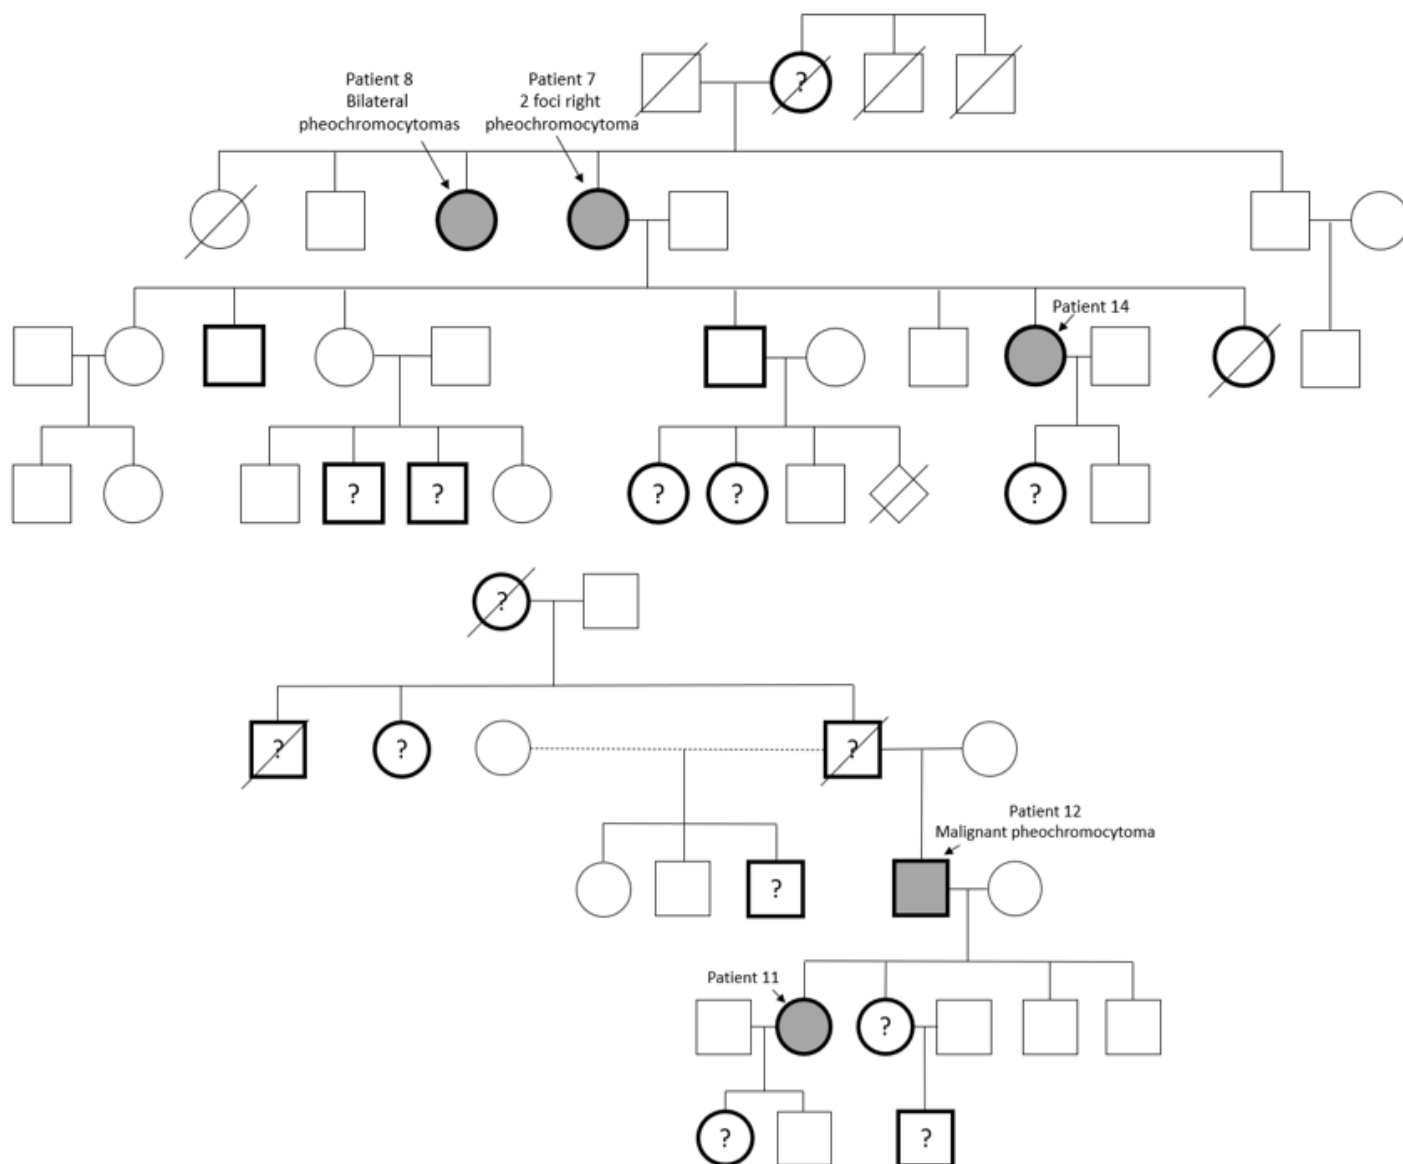 ?
Patient 8
Bilateral
pheochromocytomas
Patient 7
2 foci right
pheochromocytoma
Patient 14
? ? ? ? ?
?
? ? ?
Patient 12
Malignant pheochromocytoma
?
Patient 11
?
? ?